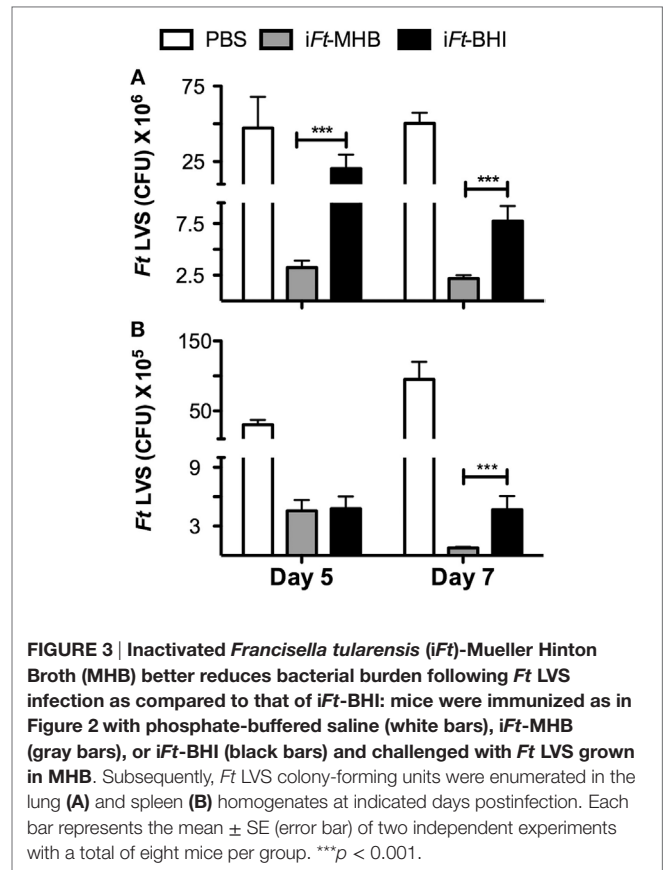 PBS iFt-MHB iFt-BHI
A
Ft LVS (CFU) X10⁶
75
25
7.5
2.5
***
***
B
Ft LVS (CFU) X10⁵
150
50
9
3
***
Day 5 Day 7
FIGURE 3 | Inactivated Francisella tularensis (iFt)-Mueller Hinton
Broth (MHB) better reduces bacterial burden following Ft LVS
infection as compared to that of iFt-BHI: mice were immunized as in
Figure 2 with phosphate-buffered saline (white bars), iFt-MHB
(gray bars), or iFt-BHI (black bars) and challenged with Ft LVS grown
in MHB. Subsequently, Ft LVS colony-forming units were enumerated in the
lung (A) and spleen (B) homogenates at indicated days postinfection. Each
bar represents the mean ± SE (error bar) of two independent experiments
with a total of eight mice per group. ***p < 0.001.